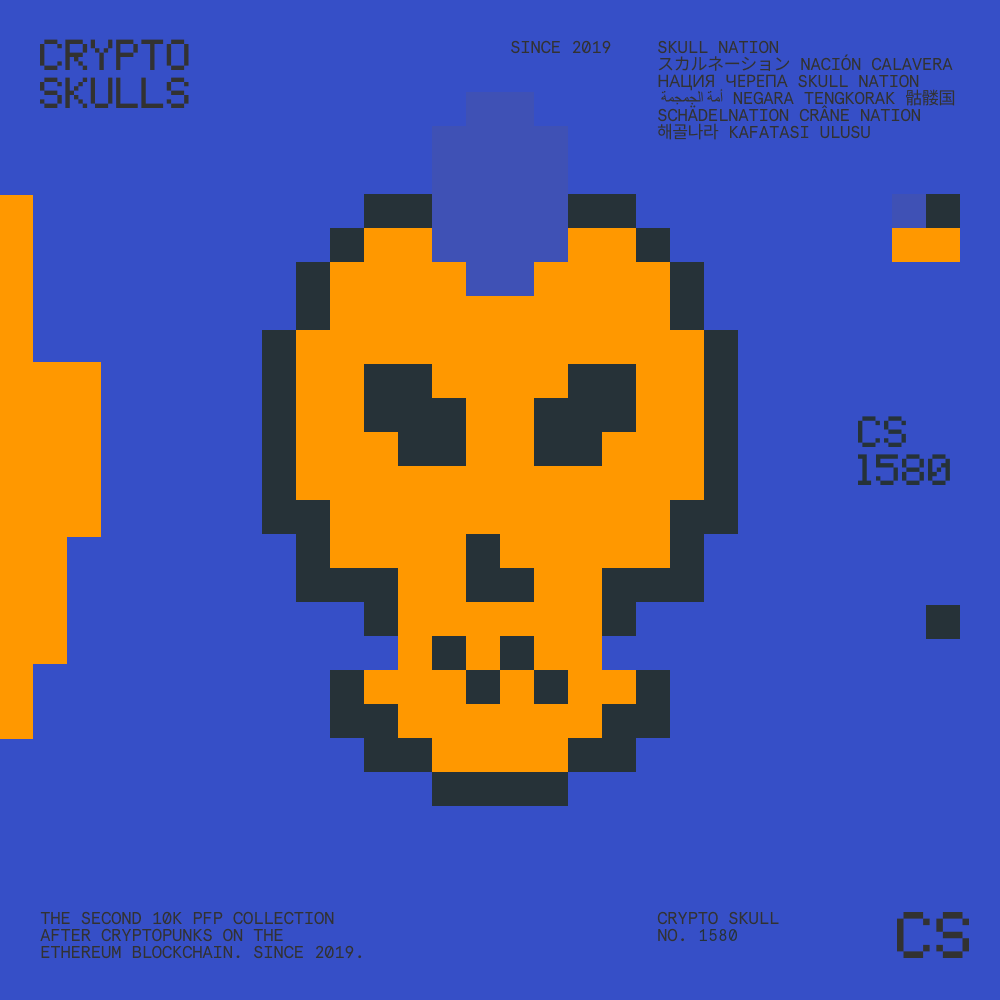 CRYPTO
SKULLS
SINCE 2019
SKULL NATION
スカルネーション NACIÓN CALAVERA
НАЦИЯ ЧЕРЕПА SKULL NATION
أمة الجمجمة NEGARA TENGKORAK 骷髅国
SCHÄDELNATION CRÂNE NATION
해골나라 KAFATASI ULUSU
CS
1580
THE SECOND 10K PFP COLLECTION
AFTER CRYPTOPUNKS ON THE
ETHEREUM BLOCKCHAIN. SINCE 2019.
CRYPTO SKULL
NO. 1580
CS